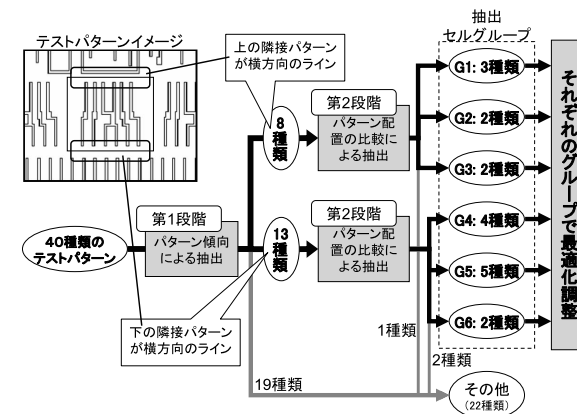 テストパターンイメージ
上の隣接パターン
が横方向のライン
抽出
セルグループ
8
種
類
第2段階
パターン配
置の比較に
よる抽出
G1: 3種類
G2: 2種類
G3: 2種類
40種類の
テストパターン
第1段階
パターン傾向
による抽出
13
種
類
第2段階
パターン配
置の比較に
よる抽出
G4: 4種類
G5: 5種類
G6: 2種類
それぞれのグループで最適化調整
下の隣接パターン
が横方向のライン
1種類
2種類
19種類
その他
(22種類)